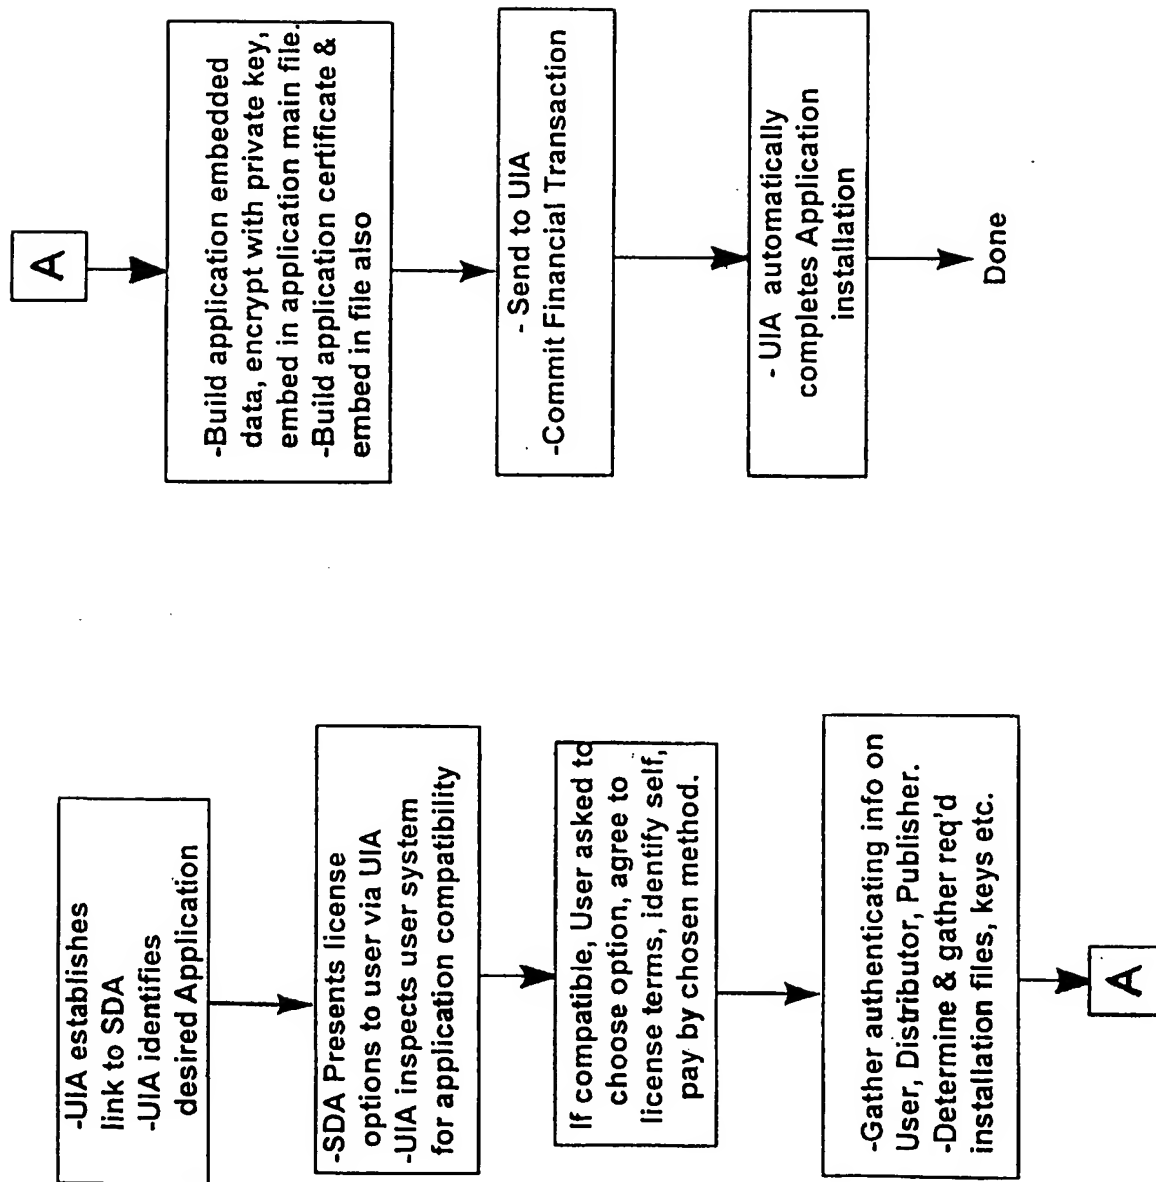 -UIA establishes
link to SDA
-UIA identifies
desired Application
-SDA Presents license
options to user via UIA
-UIA inspects user system
for application compatibility
If compatible, User asked to
choose option, agree to
license terms, identify self,
pay by chosen method.
-Gather authenticating info on
User, Distributor, Publisher.
-Determine & gather req'd
installation files, keys etc.
A
A
-Build application embedded
data, encrypt with private key,
embed in application main file.
-Build application certificate &
embed in file also
- Send to UIA
-Commit Financial Transaction
- UIA automatically
completes Application
installation
Done